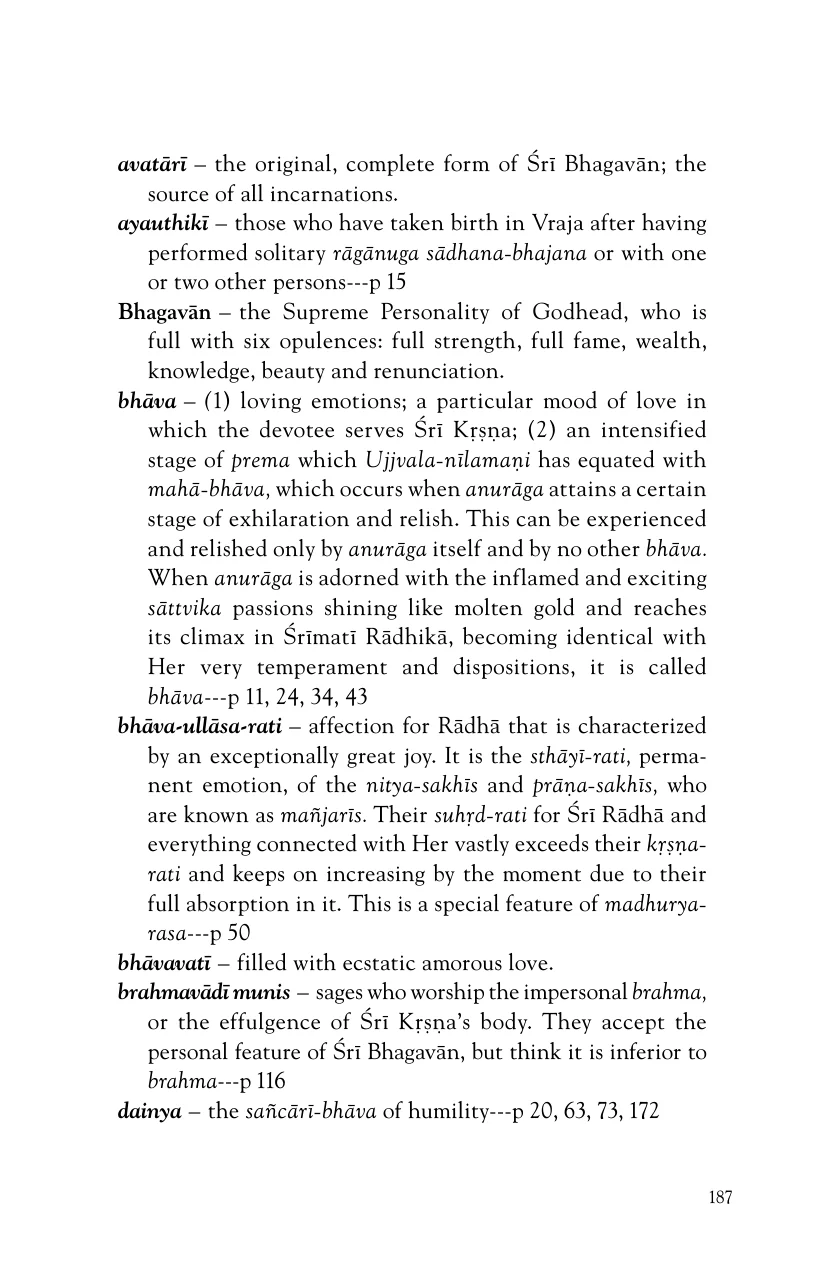 avatārī – the original, complete form of Śrī Bhagavān; the
source of all incarnations.
ayauthikī – those who have taken birth in Vraja after having
performed solitary rāgānuga sādhana-bhajana or with one
or two other persons---p 15
Bhagavān – the Supreme Personality of Godhead, who is
full with six opulences: full strength, full fame, wealth,
knowledge, beauty and renunciation.
bhāva – (1) loving emotions; a particular mood of love in
which the devotee serves Śrī Kṛṣṇa; (2) an intensified
stage of prema which Ujjvala-nīlamaṇi has equated with
mahā-bhāva, which occurs when anurāga attains a certain
stage of exhilaration and relish. This can be experienced
and relished only by anurāga itself and by no other bhāva.
When anurāga is adorned with the inflamed and exciting
sāttvika passions shining like molten gold and reaches
its climax in Śrīmatī Rādhikā, becoming identical with
Her very temperament and dispositions, it is called
bhāva---p 11, 24, 34, 43
bhāva-ullāsa-rati – affection for Rādhā that is characterized
by an exceptionally great joy. It is the sthāyī-rati, perma-
nent emotion, of the nitya-sakhīs and prāṇa-sakhīs, who
are known as mañjarīs. Their suhṛd-rati for Śrī Rādhā and
everything connected with Her vastly exceeds their kṛṣṇa-
rati and keeps on increasing by the moment due to their
full absorption in it. This is a special feature of madhurya-
rasa---p 50
bhāvavatī – filled with ecstatic amorous love.
brahmavādī munis – sages who worship the impersonal brahma,
or the effulgence of Śrī Kṛṣṇa’s body. They accept the
personal feature of Śrī Bhagavān, but think it is inferior to
brahma---p 116
dainya – the sañcārī-bhāva of humility---p 20, 63, 73, 172
187